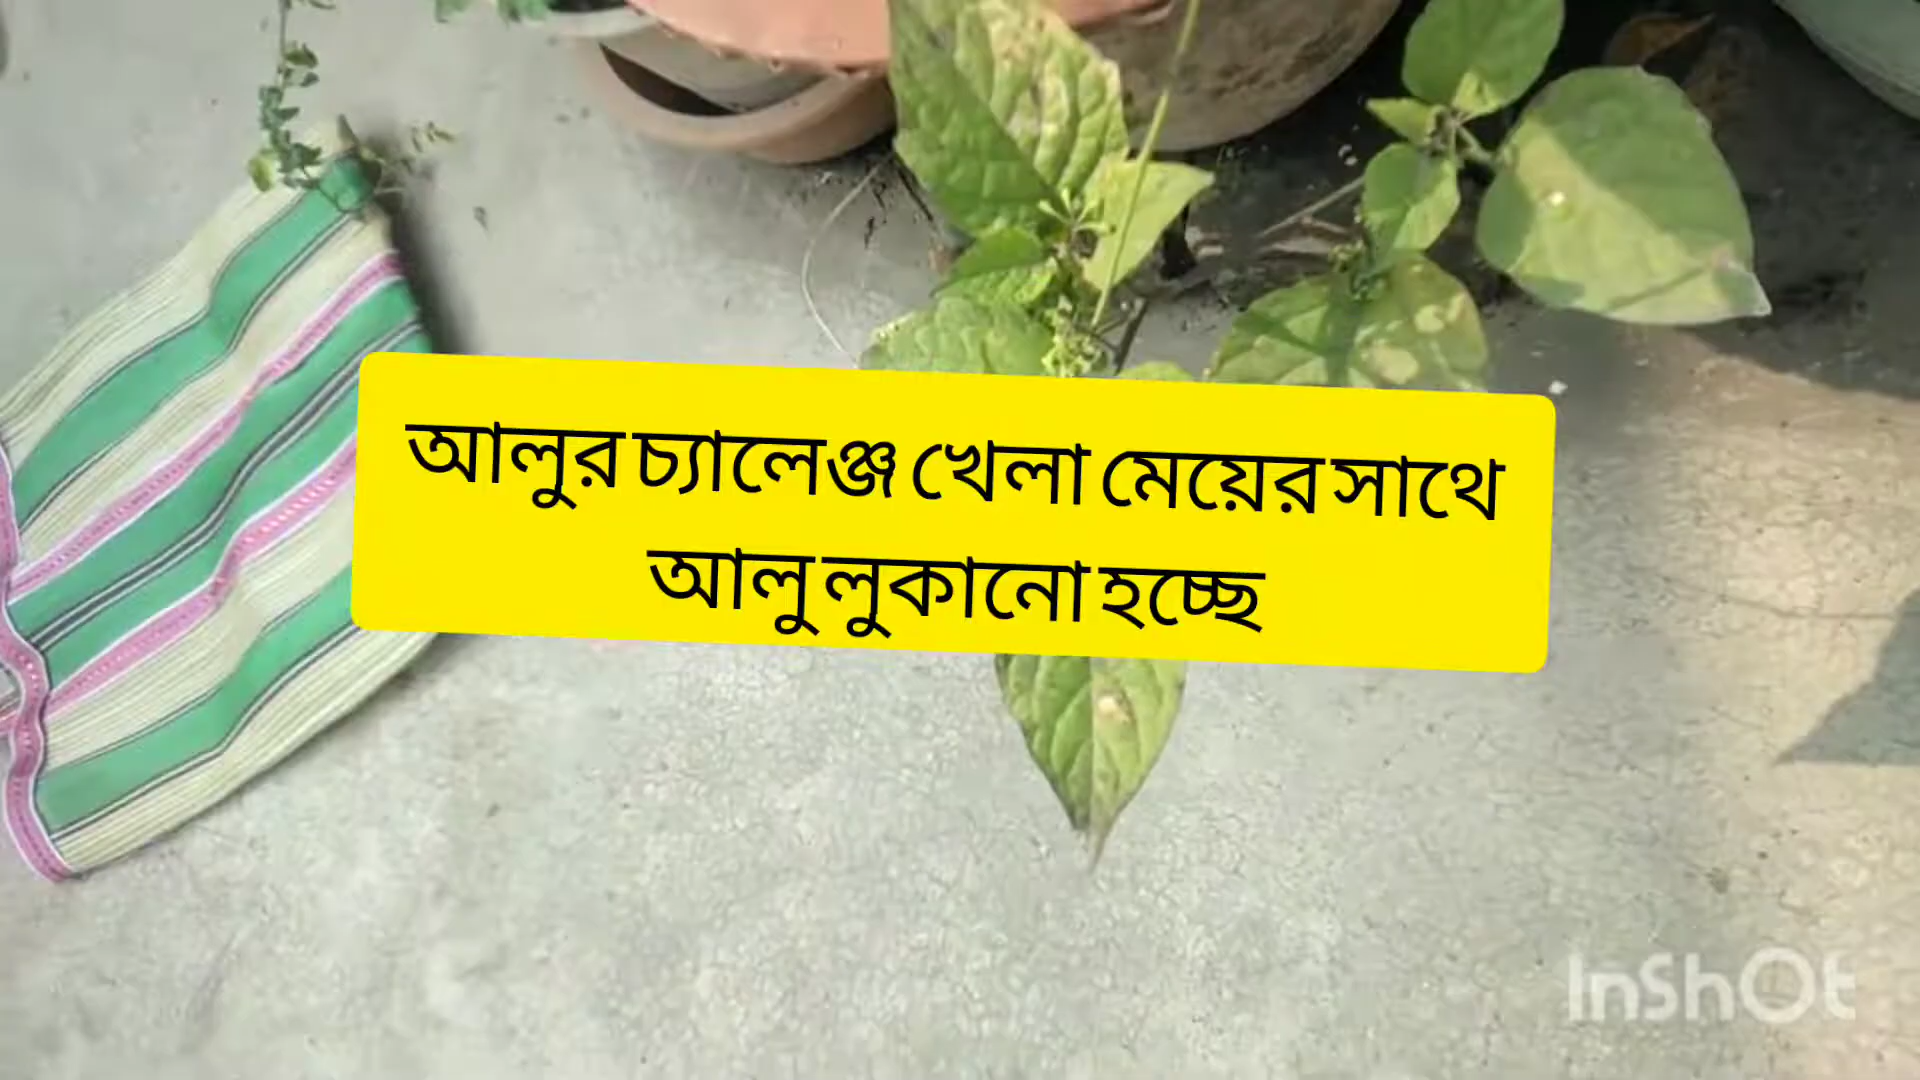 আলুর চ্যালেঞ্জ খেলা মেয়ের সাথে
আলু লুকানো হচ্ছে
InShOt